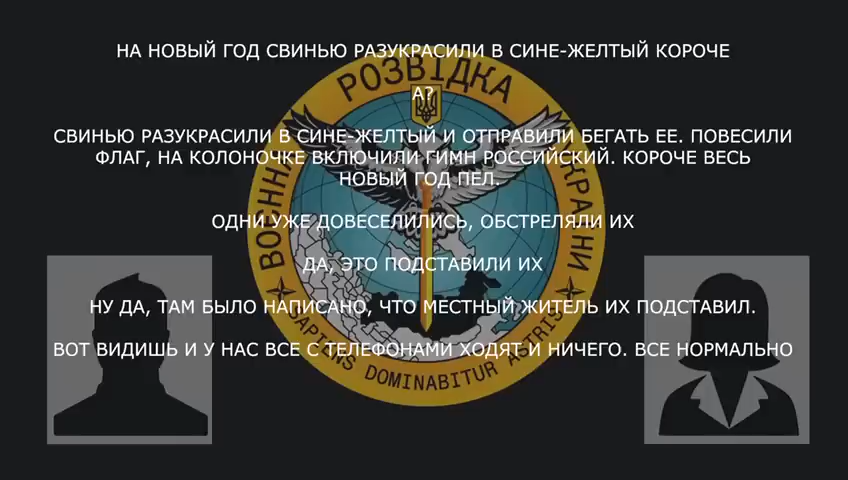 НА НОВЫЙ ГОД СВИНЬЮ РАЗУКРАСИЛИ В СИНЕ-ЖЕЛТЫЙ КОРОЧЕ
А?
СВИНЬЮ РАЗУКРАСИЛИ В СИНЕ-ЖЕЛТЫЙ И ОТПРАВИЛИ БЕГАТЬ ЕЕ. ПОВЕСИЛИ
ФЛАГ, НА КОЛОНОЧКЕ ВКЛЮЧИЛИ ГИМН РОССИЙСКИЙ. КОРОЧЕ ВЕСЬ
НОВЫЙ ГОД ПЕЛ.
ОДНИ УЖЕ ДОВЕСЕЛИЛИСЬ, ОБСТРЕЛЯЛИ ИХ
ДА, ЭТО ПОДСТАВИЛИ ИХ
НУ ДА, ТАМ БЫЛО НАПИСАНО, ЧТО МЕСТНЫЙ ЖИТЕЛЬ ИХ ПОДСТАВИЛ.
ВОТ ВИДИШЬ И У НАС ВСЕ С ТЕЛЕФОНАМИ ХОДЯТ И НИЧЕГО. ВСЕ НОРМАЛЬНО
ВОЄННА РОЗВІДКА УКРАЇНИ
SAPIENS DOMINABITUR ASTRIS